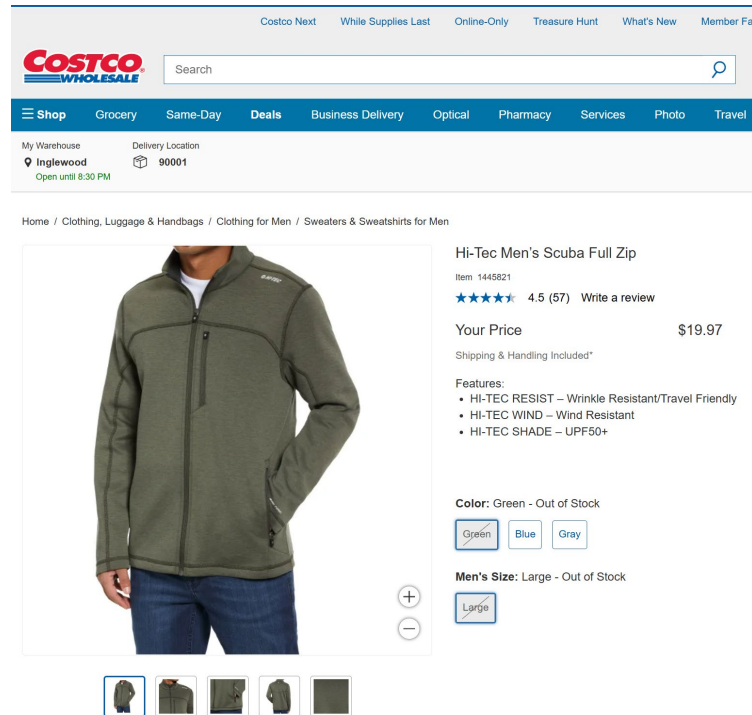 Costco Next While Supplies Last Online-Only Treasure Hunt What's New Member Fa
COSTCO
WHOLESALE
Search
Shop Grocery Same-Day Deals Business Delivery Optical Pharmacy Services Photo Travel
My Warehouse Delivery Location
Inglewood 90001
Open until 8:30 PM
Home / Clothing, Luggage & Handbags / Clothing for Men / Sweaters & Sweatshirts for Men
HI-TEC
Hi-Tec Men’s Scuba Full Zip
Item 1445821
4.5 (57) Write a review
Your Price $19.97
Shipping & Handling Included*
Features:
• HI-TEC RESIST – Wrinkle Resistant/Travel Friendly
• HI-TEC WIND – Wind Resistant
• HI-TEC SHADE – UPF50+
Color: Green - Out of Stock
Green Blue Gray
Men's Size: Large - Out of Stock
Large